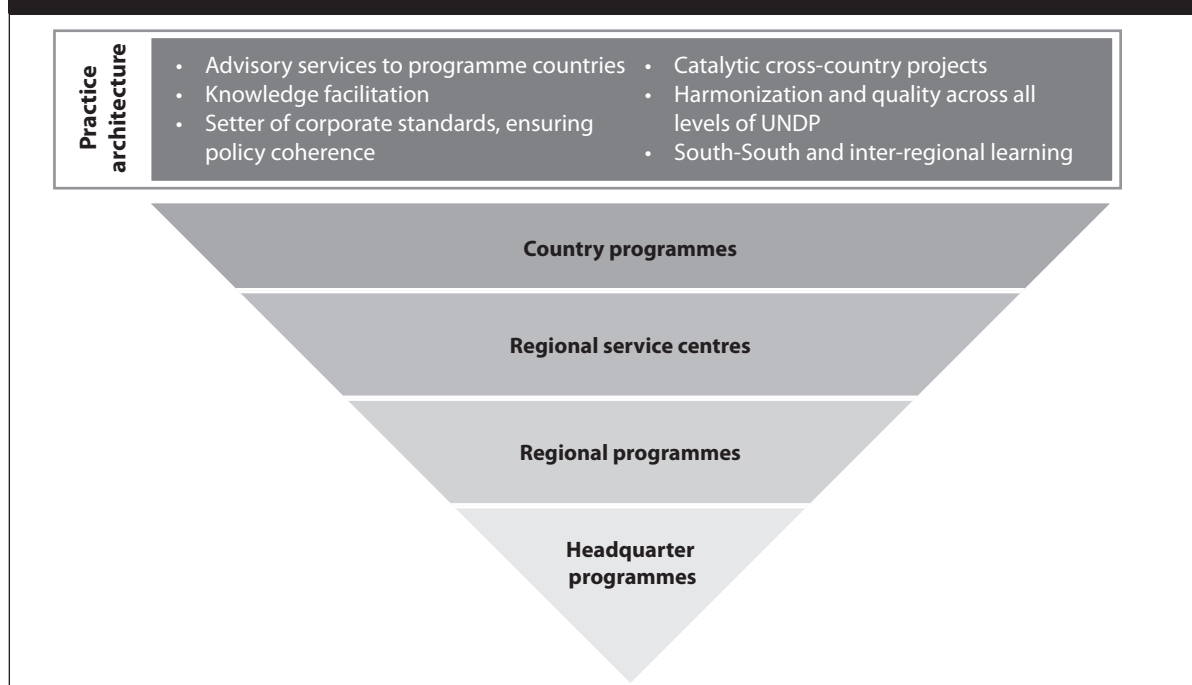 Practice
architecture
• Advisory services to programme countries
• Knowledge facilitation
• Setter of corporate standards, ensuring
policy coherence
• Catalytic cross-country projects
• Harmonization and quality across all
levels of UNDP
• South-South and inter-regional learning
Country programmes
Regional service centres
Regional programmes
Headquarter
programmes